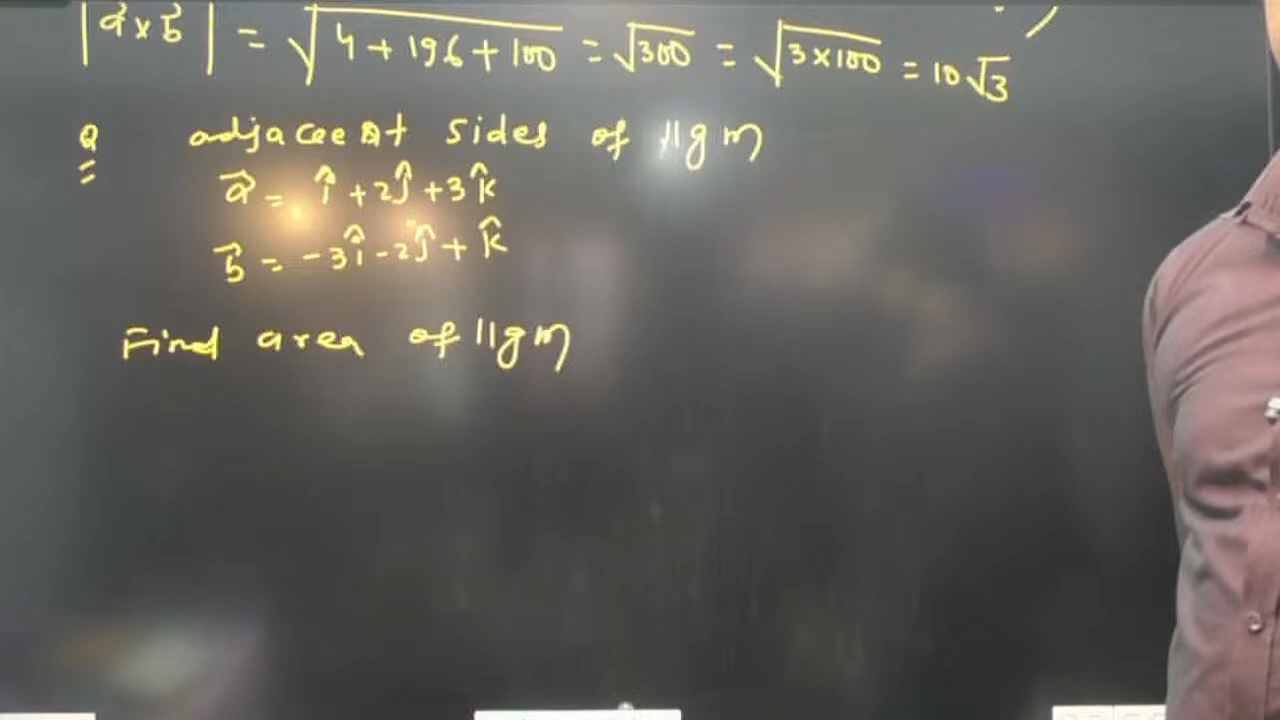 |a⃗ × b⃗| = √(4+196+100) = √300 = √(3×100) = 10√3
Q adjacent sides of ||gm
a⃗ = î + 2ĵ + 3k̂
b⃗ = -3î - 2ĵ + k̂
Find area of ||gm